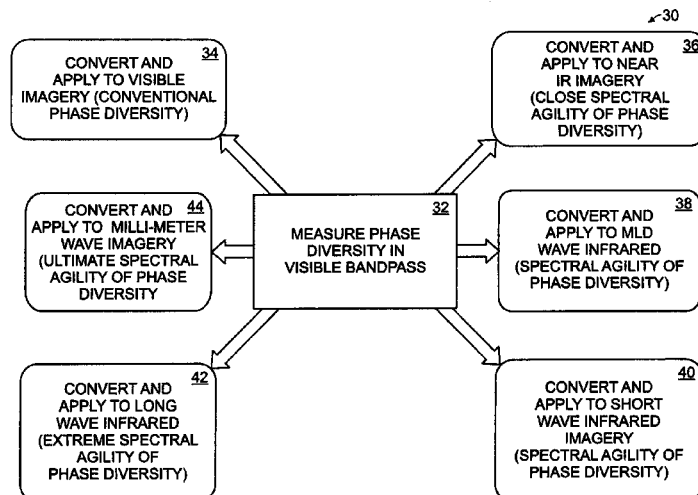 30
34
CONVERT AND
APPLY TO VISIBLE
IMAGERY (CONVENTIONAL
PHASE DIVERSITY)
36
CONVERT AND
APPLY TO NEAR
IR IMAGERY
(CLOSE SPECTRAL
AGILITY OF PHASE
DIVERSITY)
44
CONVERT AND
APPLY TO MILLI-METER
WAVE IMAGERY
(ULTIMATE SPECTRAL
AGILITY OF PHASE
DIVERSITY
32
MEASURE PHASE
DIVERSITY IN
VISIBLE BANDPASS
38
CONVERT AND
APPLY TO MLD
WAVE INFRARED
(SPECTRAL AGILITY OF
PHASE DIVERSITY)
42
CONVERT AND
APPLY TO LONG
WAVE INFRARED
(EXTREME SPECTRAL
AGILITY OF
PHASE DIVERSITY)
40
CONVERT AND
APPLY TO SHORT
WAVE INFRARED
IMAGERY
(SPECTRAL AGILITY OF
PHASE DIVERSITY)